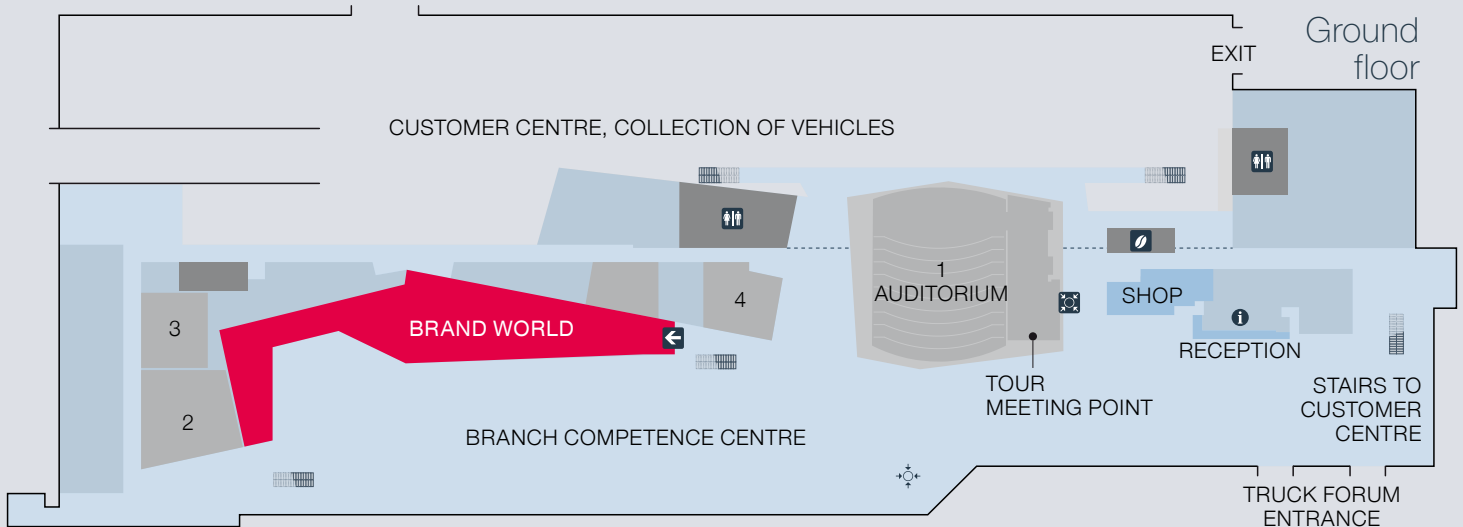 Ground
floor
EXIT
CUSTOMER CENTRE, COLLECTION OF VEHICLES
1
AUDITORIUM
SHOP
i
RECEPTION
3
BRAND WORLD
4
2
TOUR
MEETING POINT
BRANCH COMPETENCE CENTRE
STAIRS TO
CUSTOMER
CENTRE
TRUCK FORUM
ENTRANCE